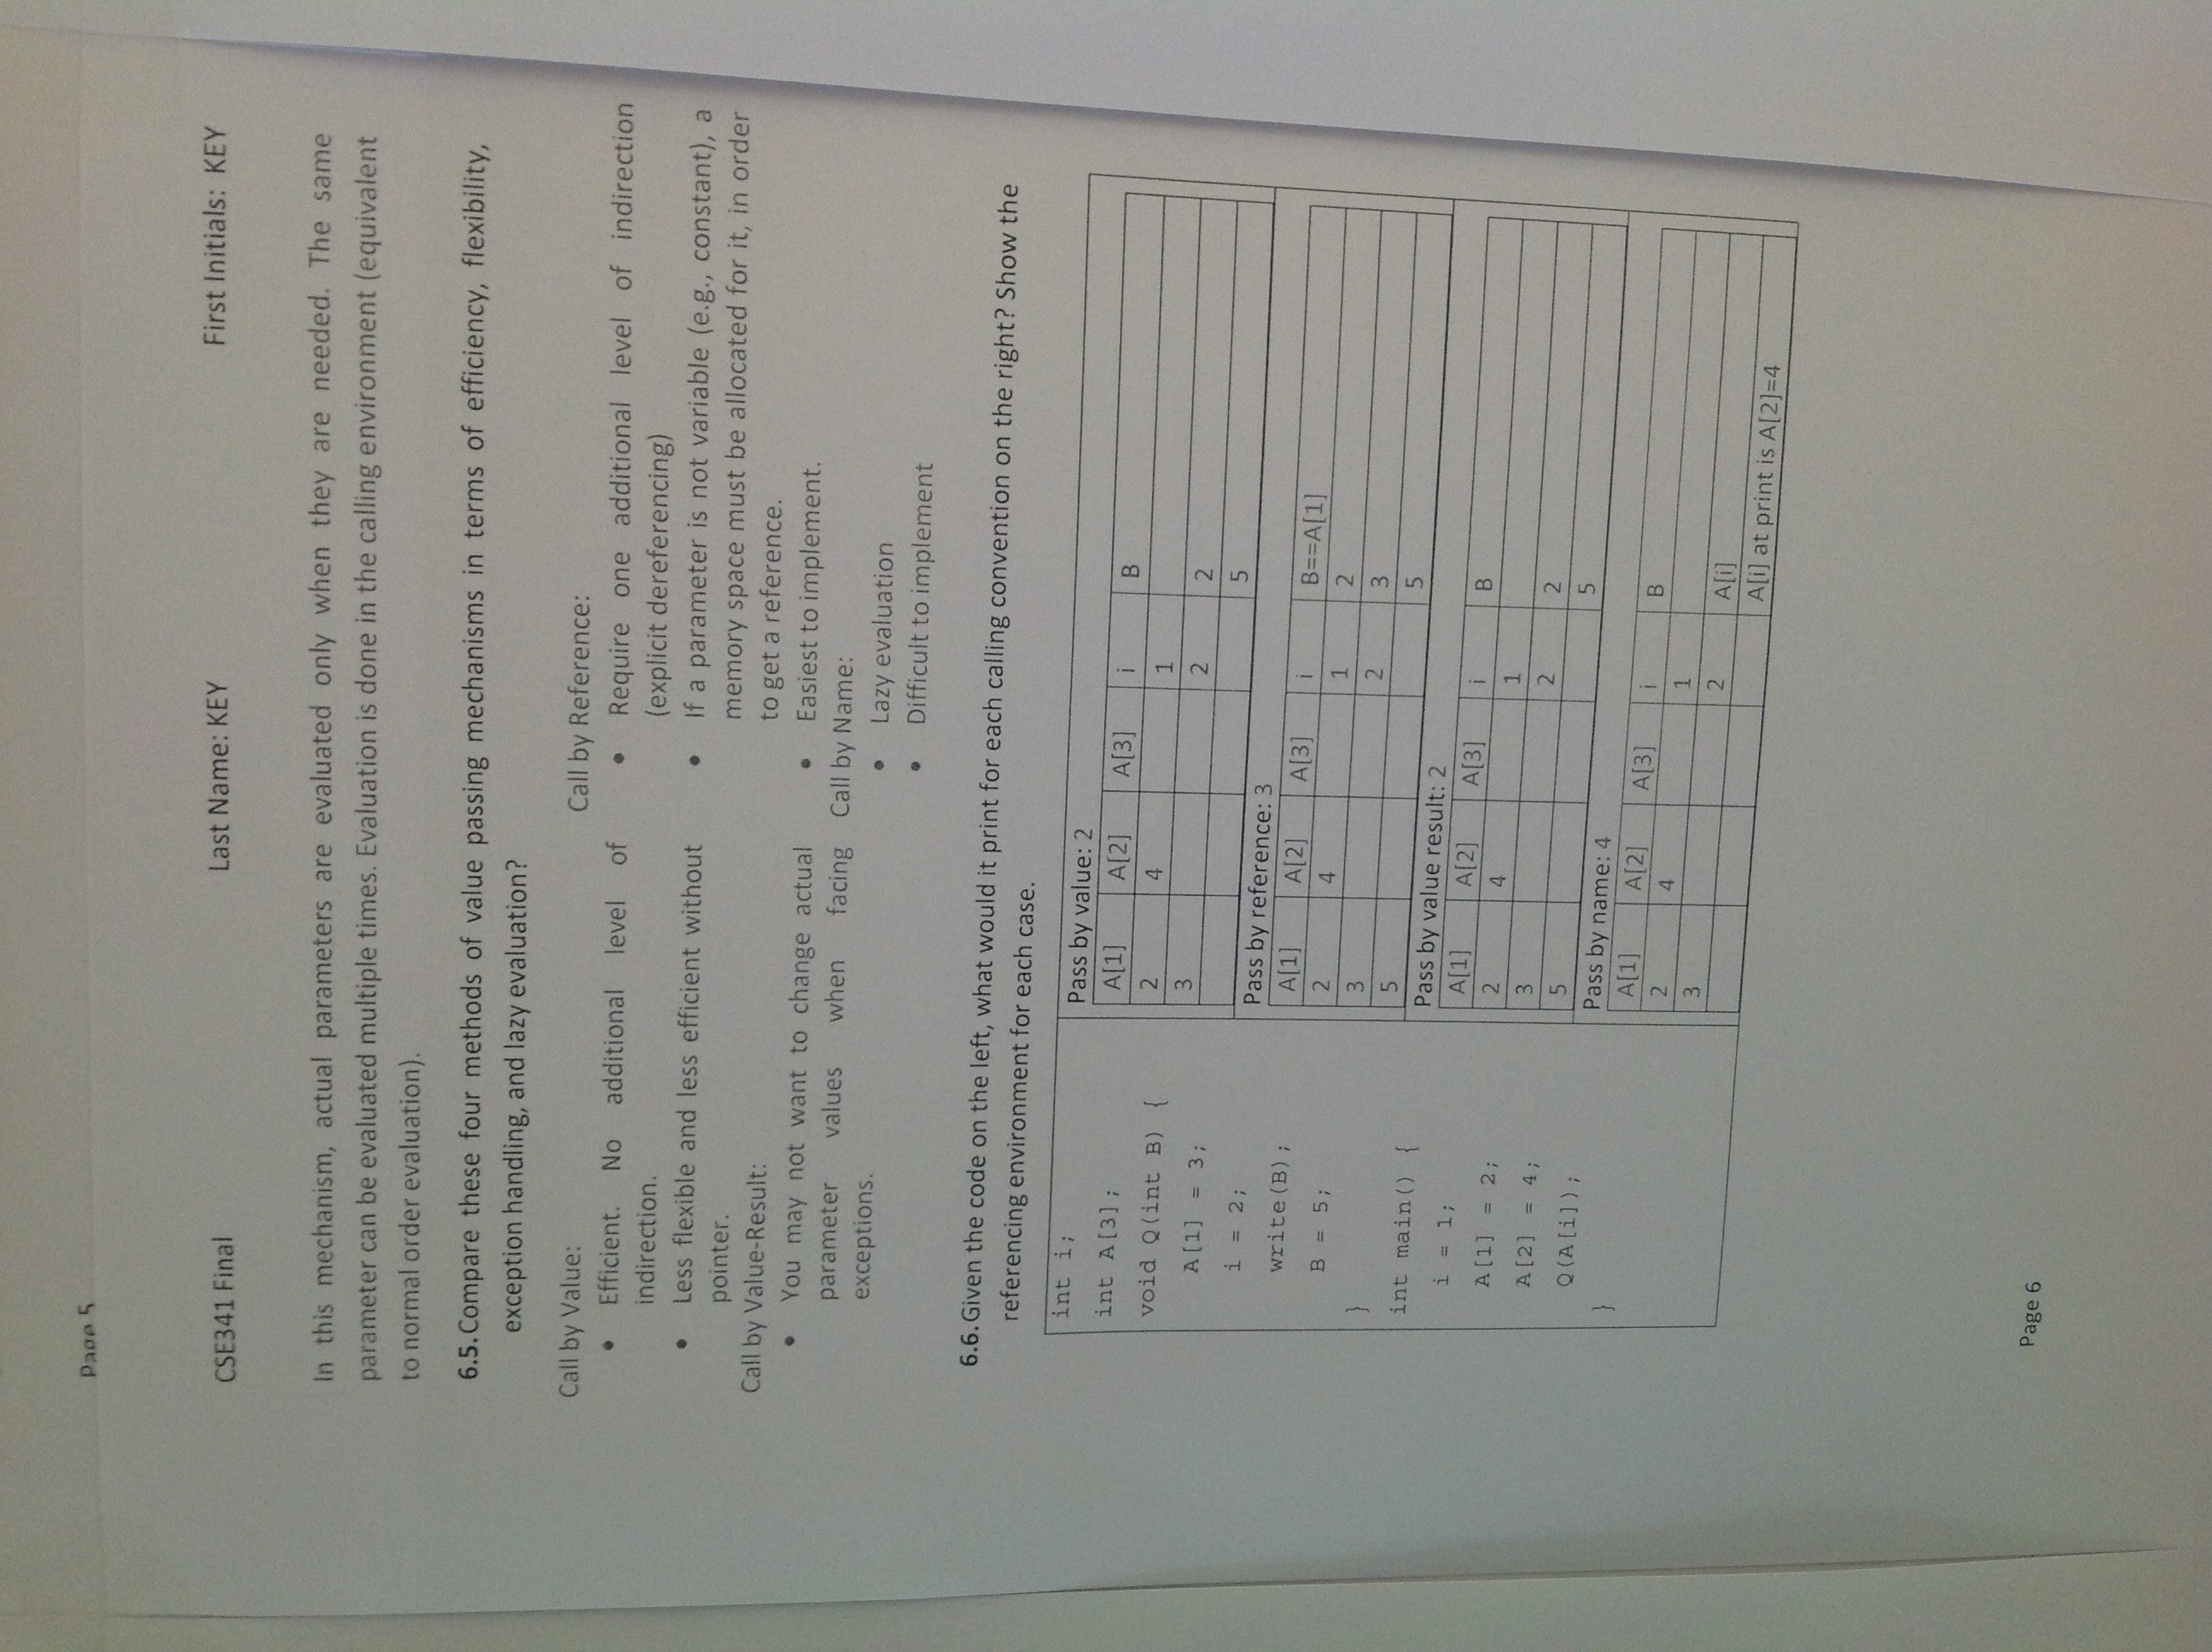 Page 5
CSE341 Final Last Name: KEY First Initials: KEY
In this mechanism, actual parameters are evaluated only when they are needed. The same
parameter can be evaluated multiple times. Evaluation is done in the calling environment (equivalent
to normal order evaluation).
6.5. Compare these four methods of value passing mechanisms in terms of efficiency, flexibility,
exception handling, and lazy evaluation?
Call by Value:
• Efficient. No additional level of
indirection.
• Less flexible and less efficient without
pointer.
Call by Value-Result:
• You may not want to change actual
parameter values when facing
exceptions.
Call by Reference:
• Require one additional level of indirection
(explicit dereferencing)
• If a parameter is not variable (e.g., constant), a
memory space must be allocated for it, in order
to get a reference.
• Easiest to implement.
Call by Name:
• Lazy evaluation
• Difficult to implement
6.6. Given the code on the left, what would it print for each calling convention on the right? Show the
referencing environment for each case.
int i;
int A[3];
void Q(int B) {
A[1] = 3;
i = 2;
write(B);
B = 5;
}
int main() {
i = 1;
A[1] = 2;
A[2] = 4;
Q(A[i]);
}
Pass by value: 2
A[1] A[2] A[3] i B
2 4 1
3 2 2
5
Pass by reference: 3
A[1] A[2] A[3] i B==A[1]
2 4 1 2
3 2 3
5 5
Pass by value result: 2
A[1] A[2] A[3] i B
2 4 1
3 2 2
5 5
Pass by name: 4
A[1] A[2] A[3] i B
2 4 1
3 2 A[i]
A[i] at print is A[2]=4
Page 6